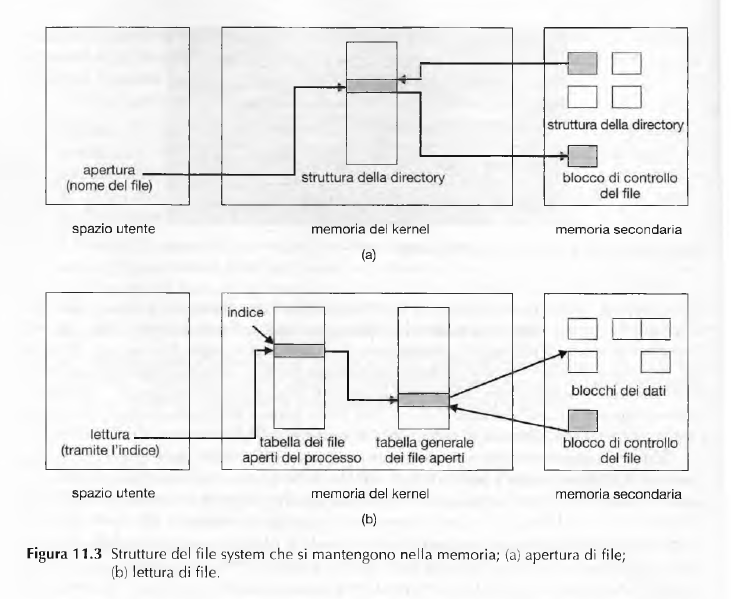 struttura della directory
apertura
(nome del file)
struttura della directory
blocco di controllo
del file
spazio utente
memoria del kernel
memoria secondaria
(a)
indice
blocchi dei dati
lettura
(tramite l'indice)
tabella dei file
aperti del processo
tabella generale
dei file aperti
blocco di controllo
del file
spazio utente
memoria del kernel
memoria secondaria
(b)
Figura 11.3 Strutture del file system che si mantengono nella memoria; (a) apertura di file;
(b) lettura di file.